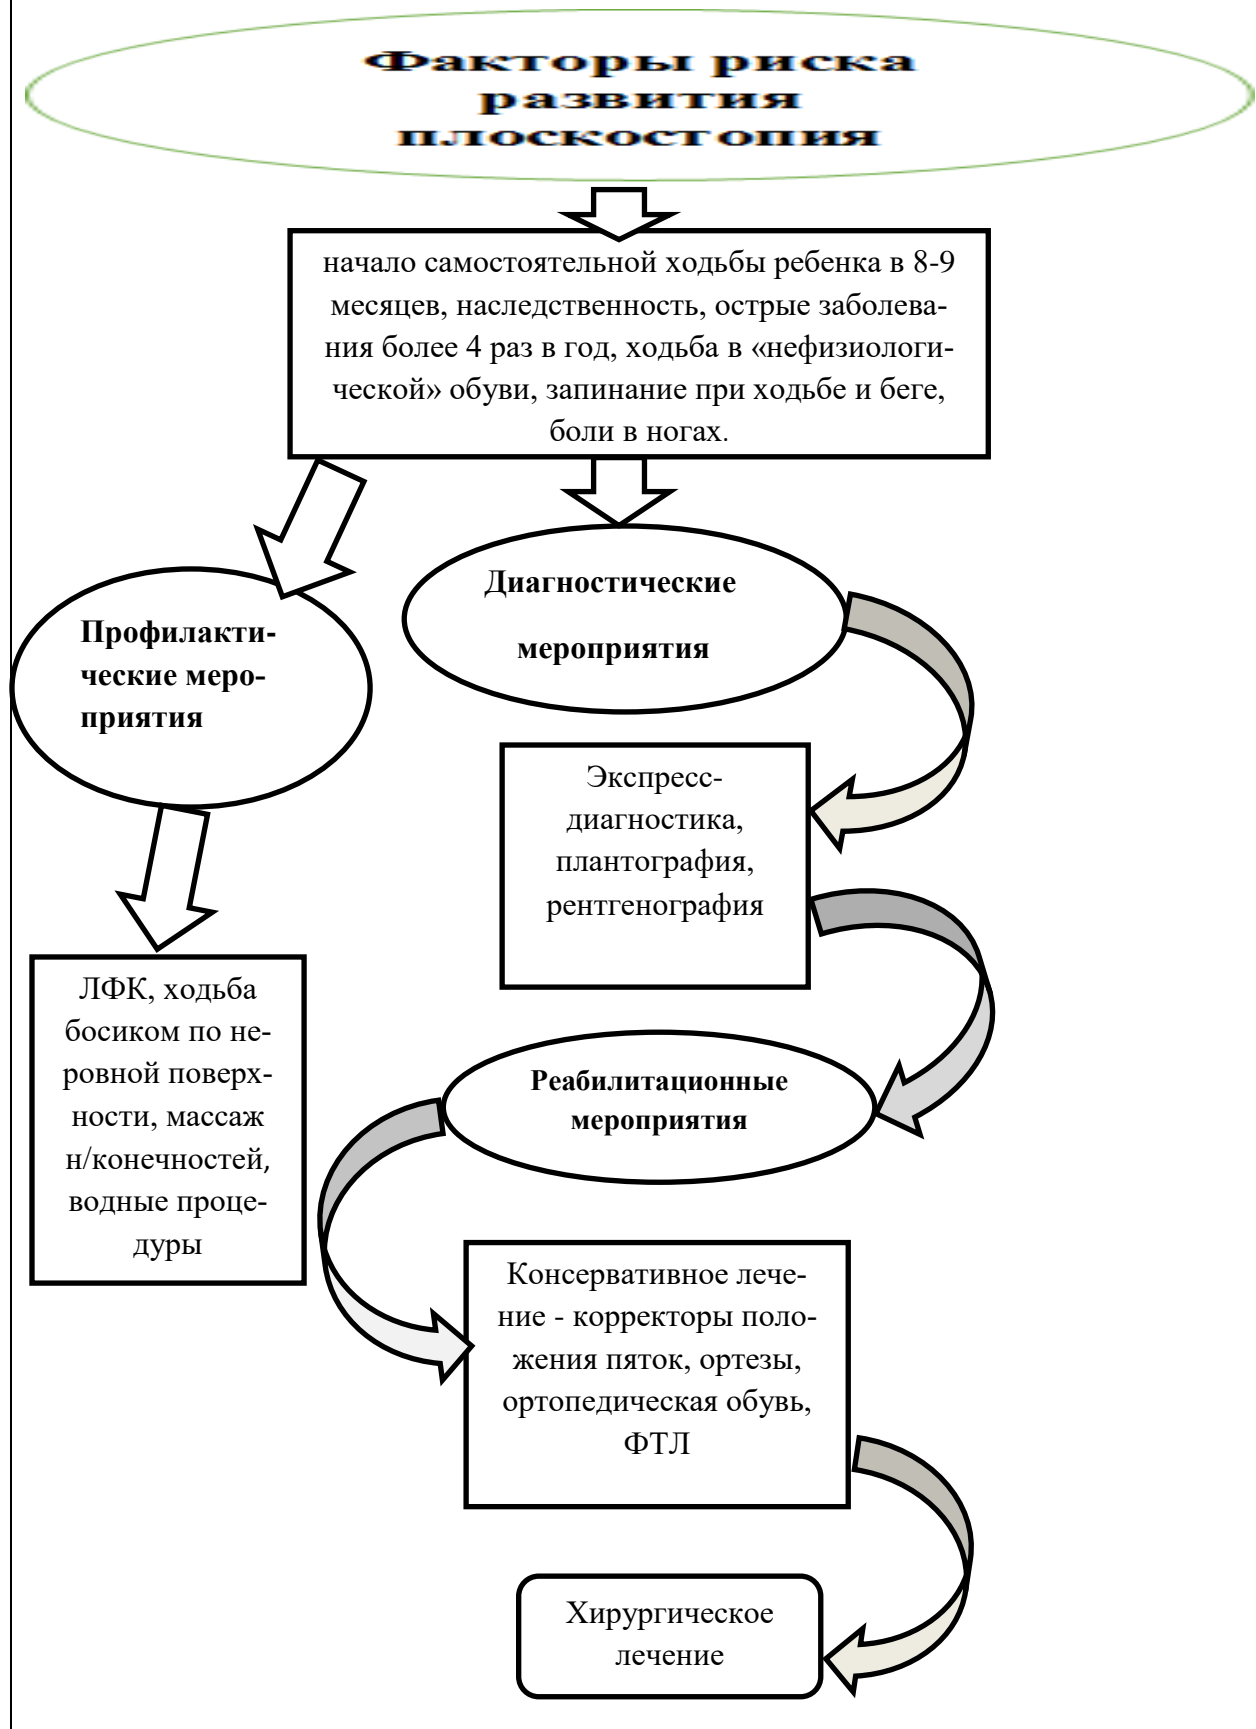 Факторы риска
развития
плоскостопия
начало самостоятельной ходьбы ребенка в 8-9
месяцев, наследственность, острые заболева-
ния более 4 раз в год, ходьба в «нефизиологи-
ческой» обуви, запинание при ходьбе и беге,
боли в ногах.
Профилакти-
ческие меро-
приятия
Диагностические
мероприятия
Экспресс-
диагностика,
плантография,
рентгенография
ЛФК, ходьба
босиком по не-
ровной поверх-
ности, массаж
н/конечностей,
водные проце-
дуры
Реабилитационные
мероприятия
Консервативное лече-
ние - корректоры поло-
жения пяток, ортезы,
ортопедическая обувь,
ФТЛ
Хирургическое
лечение